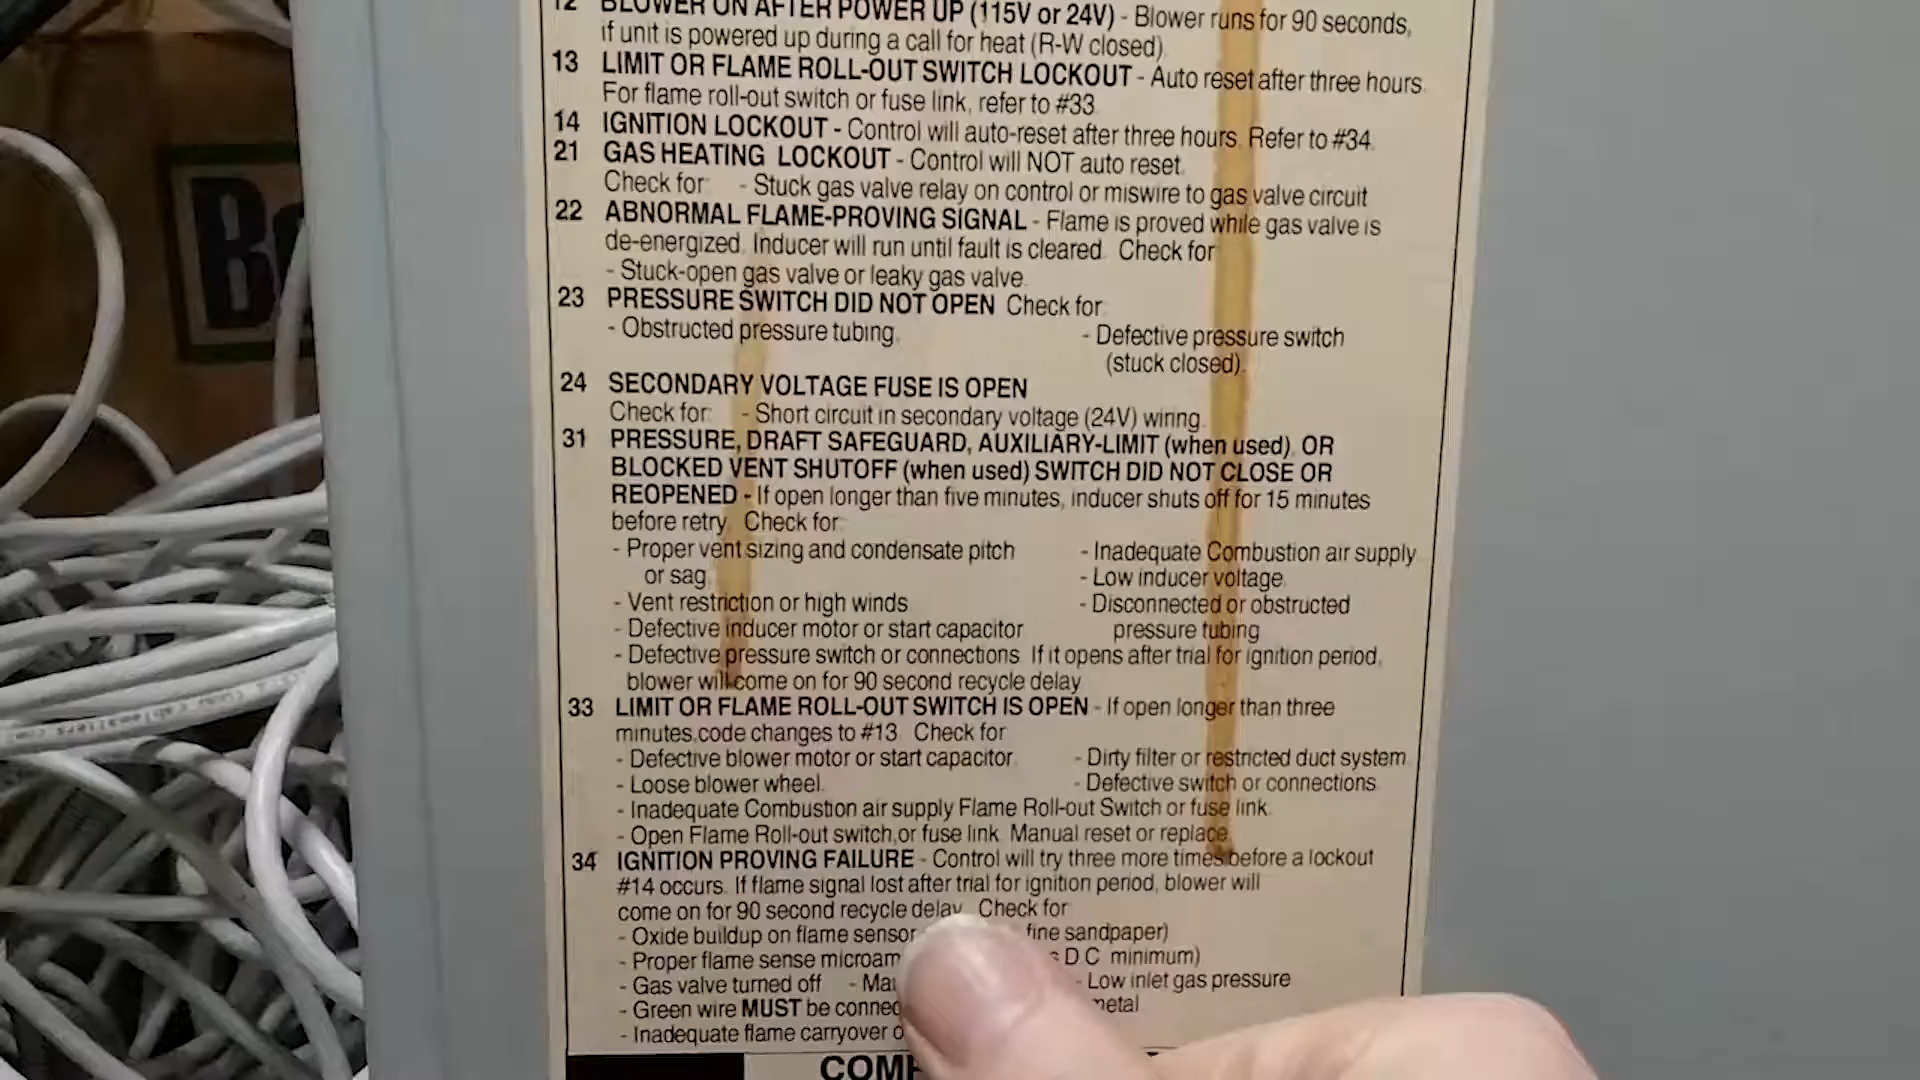 12 BLOWER ON AFTER POWER UP (115V or 24V) - Blower runs for 90 seconds,
if unit is powered up during a call for heat (R-W closed).
13 LIMIT OR FLAME ROLL-OUT SWITCH LOCKOUT - Auto reset after three hours.
For flame roll-out switch or fuse link, refer to #33.
14 IGNITION LOCKOUT - Control will auto-reset after three hours. Refer to #34.
21 GAS HEATING LOCKOUT - Control will NOT auto reset.
Check for: - Stuck gas valve relay on control or miswire to gas valve circuit
22 ABNORMAL FLAME-PROVING SIGNAL - Flame is proved while gas valve is
de-energized. Inducer will run until fault is cleared. Check for
- Stuck-open gas valve or leaky gas valve.
23 PRESSURE SWITCH DID NOT OPEN Check for:
- Obstructed pressure tubing. - Defective pressure switch
(stuck closed).
24 SECONDARY VOLTAGE FUSE IS OPEN
Check for: - Short circuit in secondary voltage (24V) wiring.
31 PRESSURE, DRAFT SAFEGUARD, AUXILIARY-LIMIT (when used), OR
BLOCKED VENT SHUTOFF (when used) SWITCH DID NOT CLOSE OR
REOPENED - If open longer than five minutes, inducer shuts off for 15 minutes
before retry. Check for:
- Proper vent sizing and condensate pitch - Inadequate Combustion air supply
or sag. - Low inducer voltage.
- Vent restriction or high winds - Disconnected or obstructed
- Defective inducer motor or start capacitor pressure tubing
- Defective pressure switch or connections If it opens after trial for ignition period,
blower will come on for 90 second recycle delay
33 LIMIT OR FLAME ROLL-OUT SWITCH IS OPEN - If open longer than three
minutes,code changes to #13 Check for
- Defective blower motor or start capacitor. - Dirty filter or restricted duct system.
- Loose blower wheel. - Defective switch or connections.
- Inadequate Combustion air supply Flame Roll-out Switch or fuse link.
- Open Flame Roll-out switch,or fuse link. Manual reset or replace.
34 IGNITION PROVING FAILURE - Control will try three more times before a lockout
#14 occurs. If flame signal lost after trial for ignition period, blower will
come on for 90 second recycle delay. Check for
- Oxide buildup on flame sensor fine sandpaper)
- Proper flame sense D C minimum)
- Gas valve turned off - - Low inlet gas pressure
- Green wire MUST be
- Inadequate flame carryover